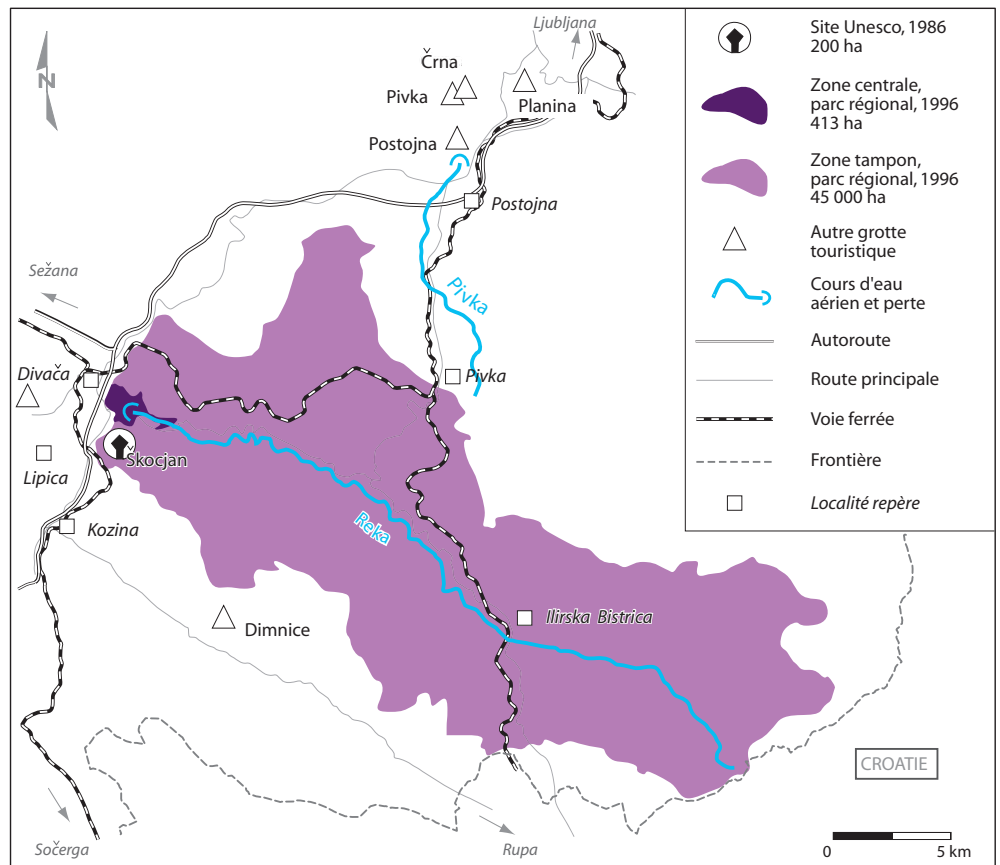 Ljubljana
N
Črna
Pivka
Planina
Postojna
Postojna
Sežana
Pivka
Divača
Pivka
Škocjan
Lipica
Kozina
Reka
Ilirska Bistrica
Dimnice
CROATIE
Sočerga
Rupa
0 5 km
Site Unesco, 1986
200 ha
Zone centrale,
parc régional, 1996
413 ha
Zone tampon,
parc régional, 1996
45 000 ha
Autre grotte
touristique
Cours d'eau
aérien et perte
Autoroute
Route principale
Voie ferrée
Frontière
Localité repère